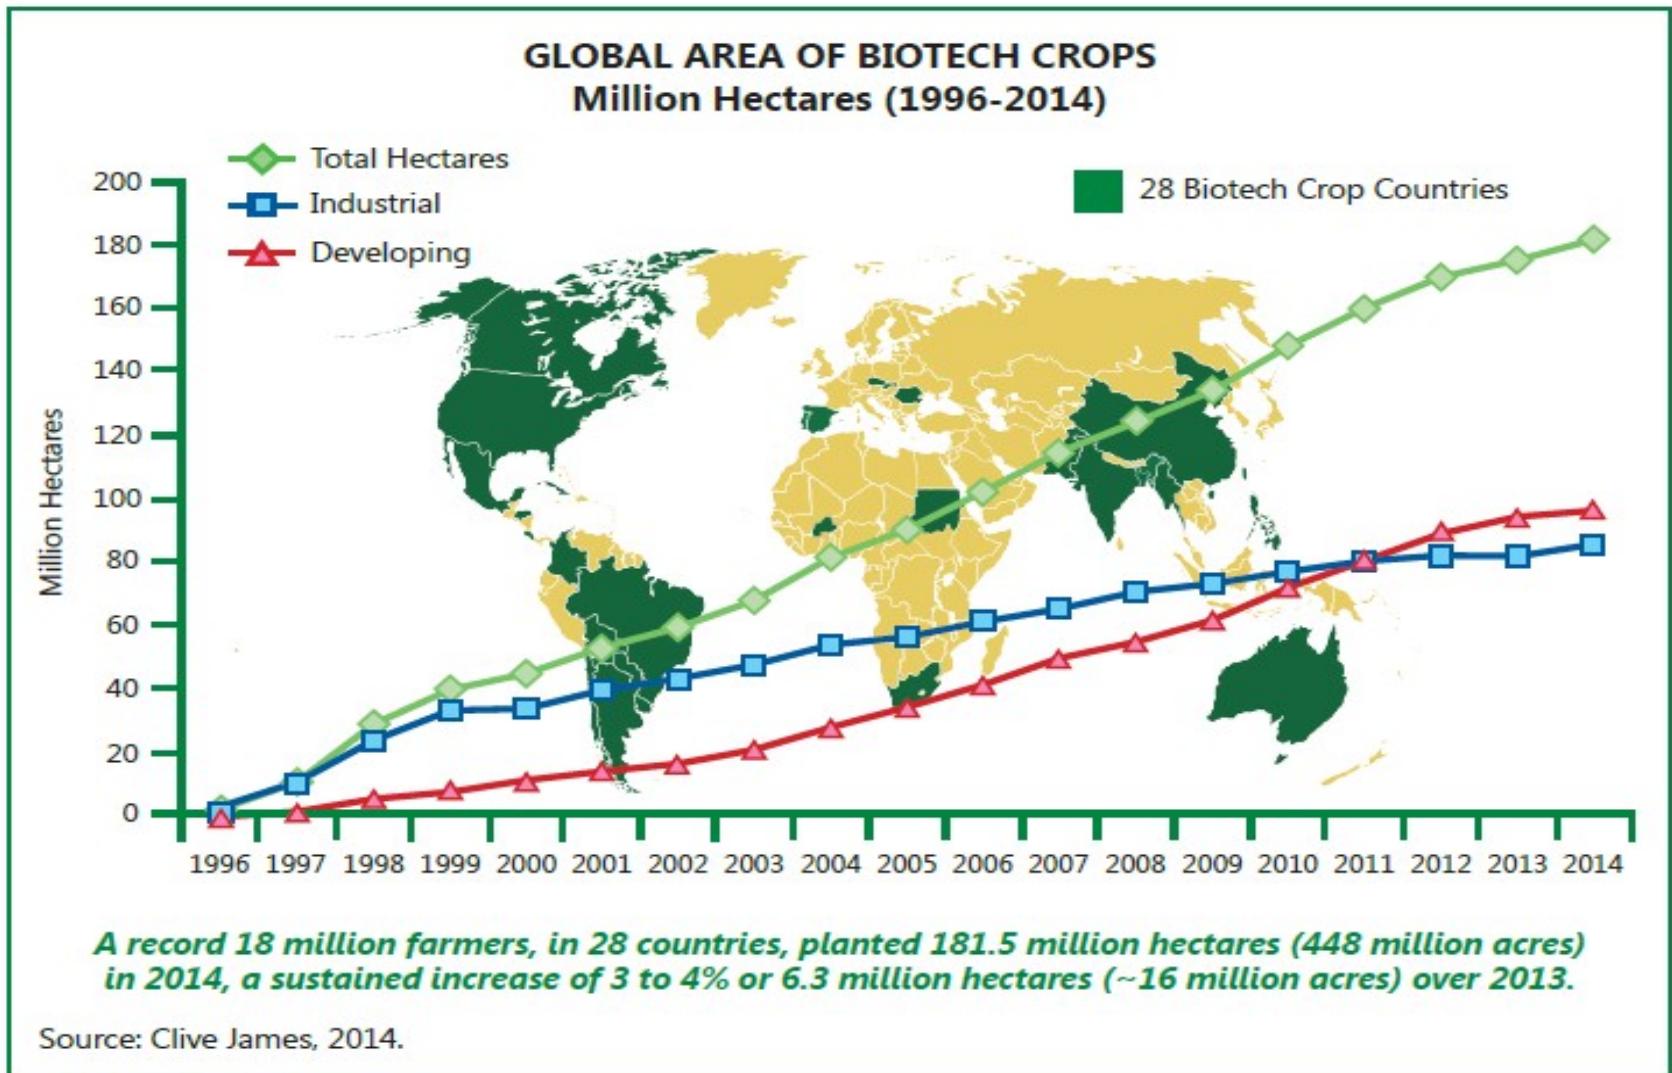 GLOBAL AREA OF BIOTECH CROPS
Million Hectares (1996-2014)
Total Hectares
Industrial
Developing
28 Biotech Crop Countries
Million Hectares
200
180
160
140
120
100
80
60
40
20
0
1996 1997 1998 1999 2000 2001 2002 2003 2004 2005 2006 2007 2008 2009 2010 2011 2012 2013 2014
A record 18 million farmers, in 28 countries, planted 181.5 million hectares (448 million acres)
in 2014, a sustained increase of 3 to 4% or 6.3 million hectares (~16 million acres) over 2013.
Source: Clive James, 2014.